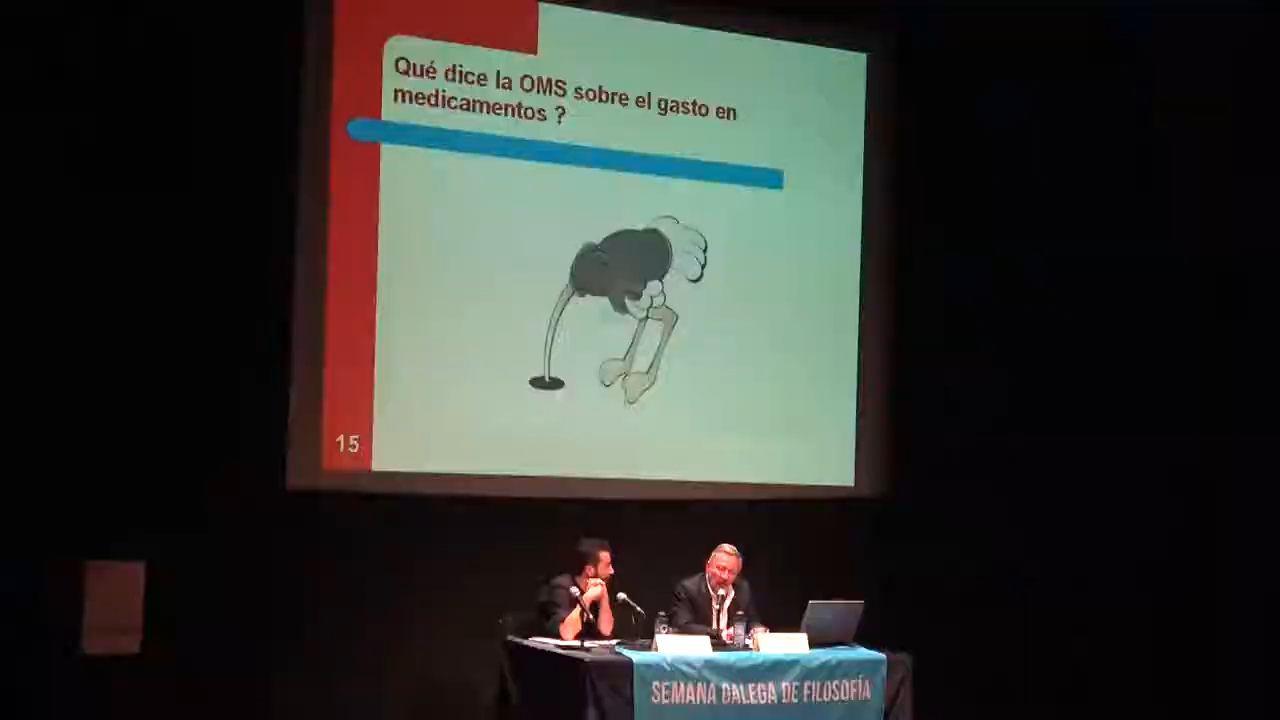 Qué dice la OMS sobre el gasto en
medicamentos ?
15
SEMANA GALEGA DE FILOSOFÍA